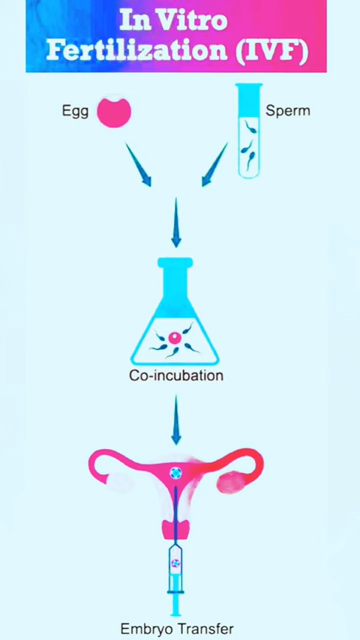 In Vitro
Fertilization (IVF)
Egg
Sperm
Co-incubation
Embryo Transfer